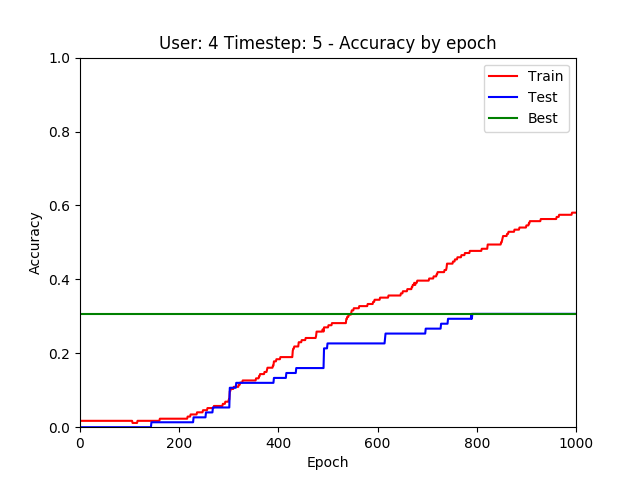 User: 4 Timestep: 5 - Accuracy by epoch
1.0
0.8
0.6
0.4
0.2
0.0
Accuracy
Train
Test
Best
0 200 400 600 800 1000
Epoch